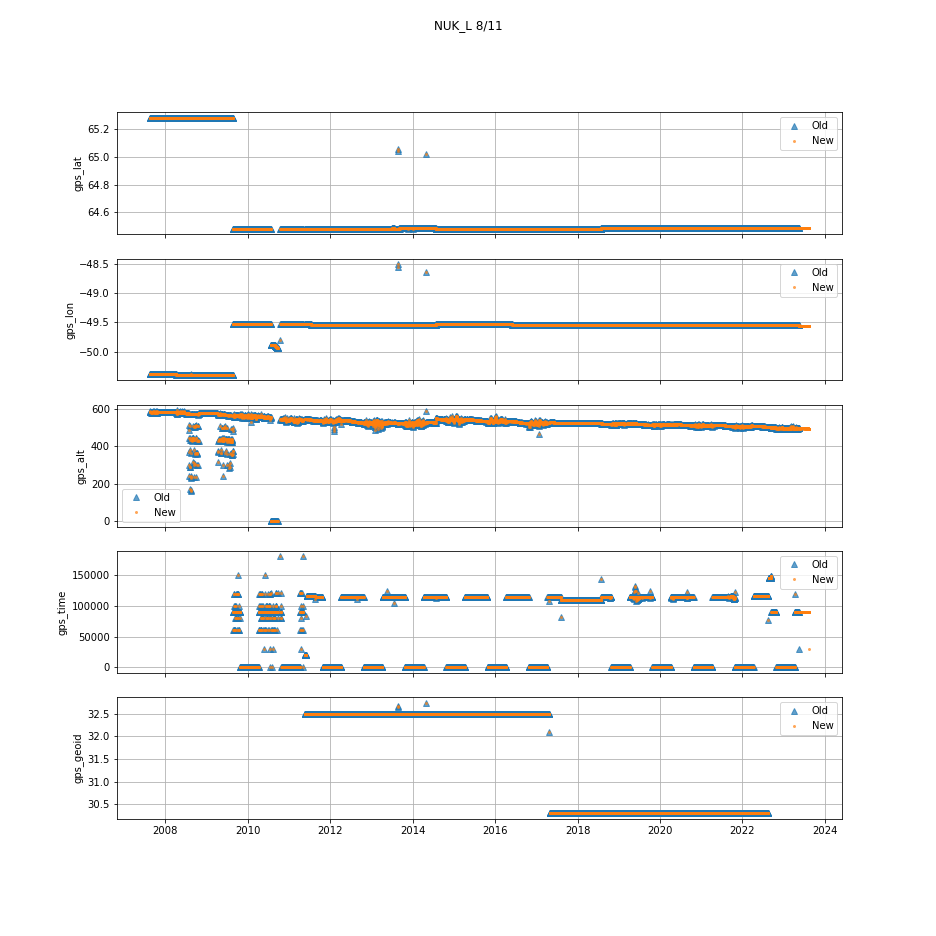 NUK_L 8/11
gps_lat
65.2
65.0
64.8
64.6
Old
New
gps_lon
−48.5
−49.0
−49.5
−50.0
Old
New
gps_alt
600
400
200
0
Old
New
gps_time
150000
100000
50000
0
Old
New
gps_geoid
32.5
32.0
31.5
31.0
30.5
Old
New
2008 2010 2012 2014 2016 2018 2020 2022 2024